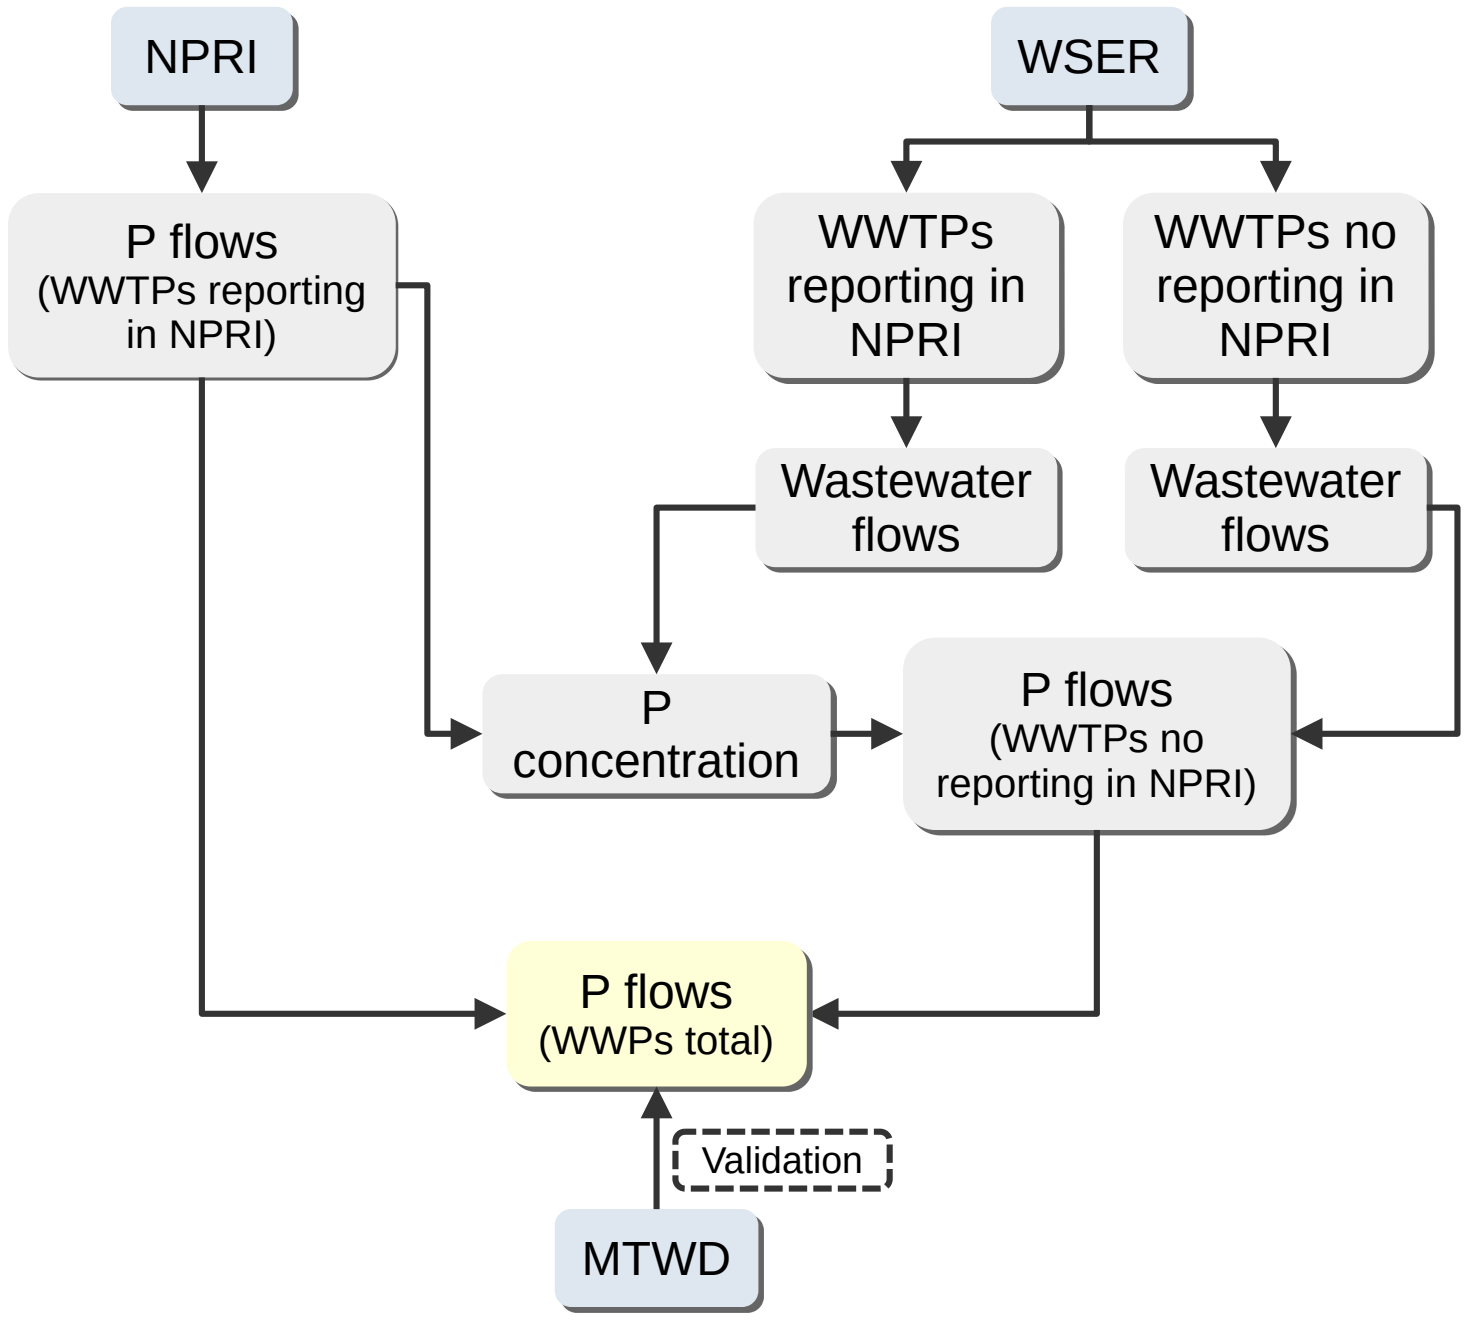 NPRI
WSER
P flows
(WWTPs reporting
in NPRI)
WWTPs
reporting in
NPRI
WWTPs no
reporting in
NPRI
Wastewater
flows
Wastewater
flows
P
concentration
P flows
(WWTPs no
reporting in NPRI)
P flows
(WWPs total)
Validation
MTWD